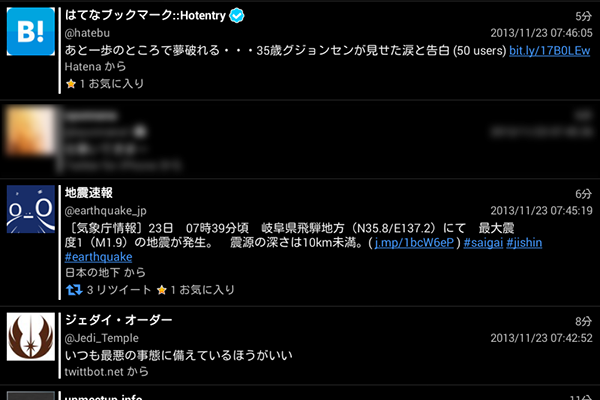 B!
はてなブックマーク::Hotentry
5分
@hatebu
2013/11/23 07:46:05
あと一歩のところで夢破れる・・・35歳グジョンセンが見せた涙と告白 (50 users) bit.ly/17B0LEw
Hatena から
1 お気に入り
地震速報
6分
@earthquake_jp
2013/11/23 07:45:19
［気象庁情報］23日　07時39分頃　岐阜県飛騨地方（N35.8/E137.2）にて　最大震
度1（M1.9）の地震が発生。　震源の深さは10km未満。( j.mp/1bcW6eP ) #saigai #jishin
#earthquake
日本の地下 から
3 リツイート 1 お気に入り
ジェダイ・オーダー
8分
@Jedi_Temple
2013/11/23 07:42:52
いつも最悪の事態に備えているほうがいい
twittbot.net から
unmeetup.info
11分